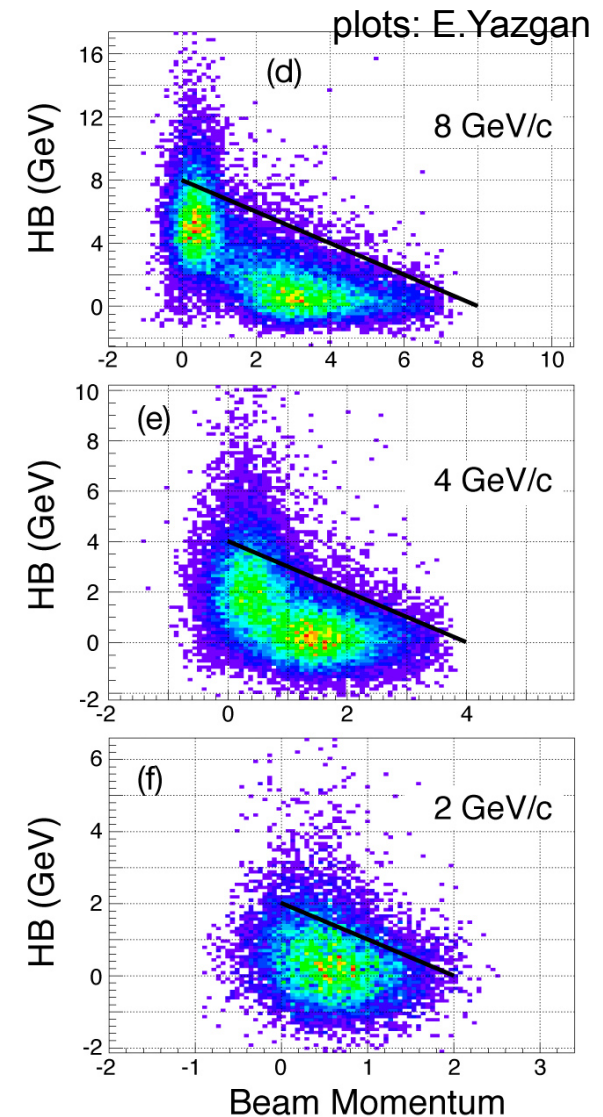 plots: E.Yazgan
(d)
8 GeV/c
HB (GeV)
16
12
8
4
0
-2 0 2 4 6 8 10
(e)
4 GeV/c
HB (GeV)
10
8
6
4
2
0
-2
-2 0 2 4
(f)
2 GeV/c
HB (GeV)
6
4
2
0
-2
-2 -1 0 1 2 3
Beam Momentum